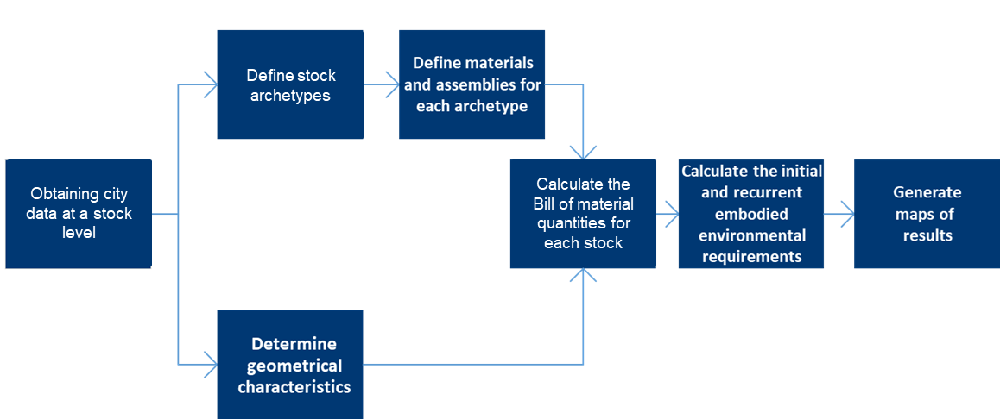 Define stock
archetypes
Define materials
and assemblies for
each archetype
Obtaining city
data at a stock
level
Calculate the
Bill of material
quantities for
each stock
Calculate the initial
and recurrent
embodied
environmental
requirements
Generate
maps of
results
Determine
geometrical
characteristics